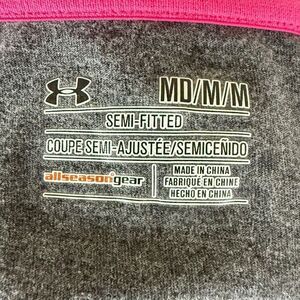 MD/M/M
SEMI-FITTED
COUPE SEMI-AJUSTÉE/SEMICEÑIDO
allseasongear
MADE IN CHINA
FABRIQUÉ EN CHINE
HECHO EN CHINA